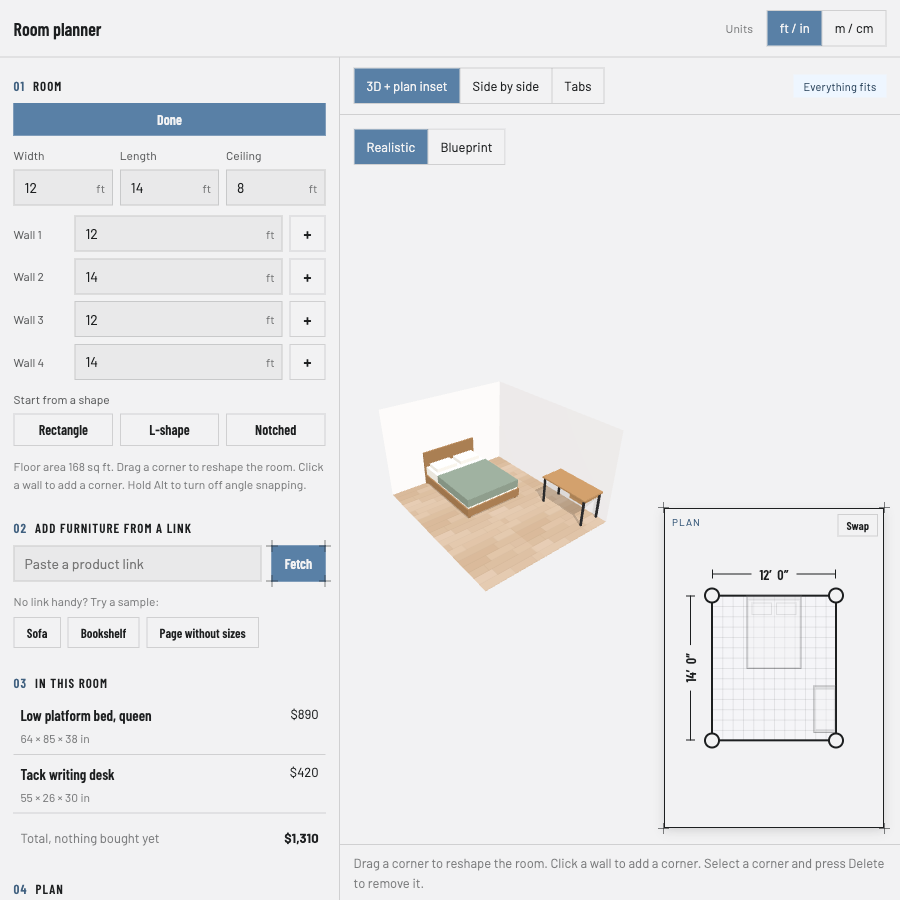 Room planner
Units
ft / in
m / cm
01 ROOM
Done
Width
Length
Ceiling
12 ft
14 ft
8 ft
Wall 1
12 ft
+
Wall 2
14 ft
+
Wall 3
12 ft
+
Wall 4
14 ft
+
Start from a shape
Rectangle
L-shape
Notched
Floor area 168 sq ft. Drag a corner to reshape the room. Click
a wall to add a corner. Hold Alt to turn off angle snapping.
02 ADD FURNITURE FROM A LINK
Paste a product link
Fetch
No link handy? Try a sample:
Sofa
Bookshelf
Page without sizes
03 IN THIS ROOM
Low platform bed, queen
$890
64 × 85 × 38 in
Tack writing desk
$420
55 × 26 × 30 in
Total, nothing bought yet
$1,310
04 PLAN
3D + plan inset
Side by side
Tabs
Everything fits
Realistic
Blueprint
PLAN
Swap
12′ 0″
14′ 0″
Drag a corner to reshape the room. Click a wall to add a corner. Select a corner and press Delete
to remove it.